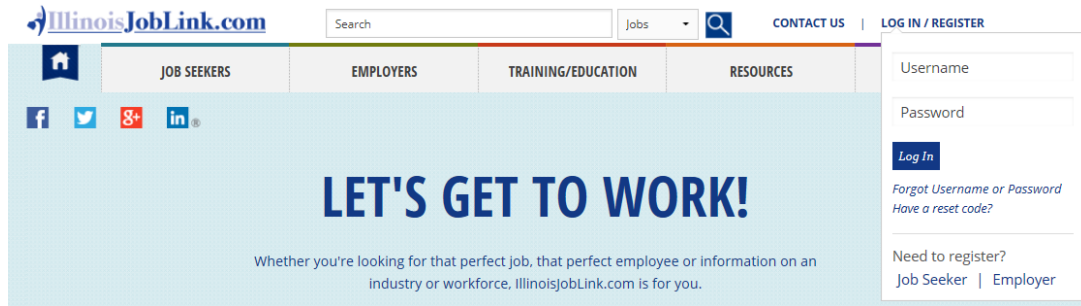 IllinoisJobLink.com
Search
Jobs
CONTACT US | LOG IN / REGISTER
JOB SEEKERS
EMPLOYERS
TRAINING/EDUCATION
RESOURCES
Username
Password
Log In
Forgot Username or Password
Have a reset code?
Need to register?
Job Seeker | Employer
f
8+
in ®
LET'S GET TO WORK!
Whether you're looking for that perfect job, that perfect employee or information on an
industry or workforce, IllinoisJobLink.com is for you.